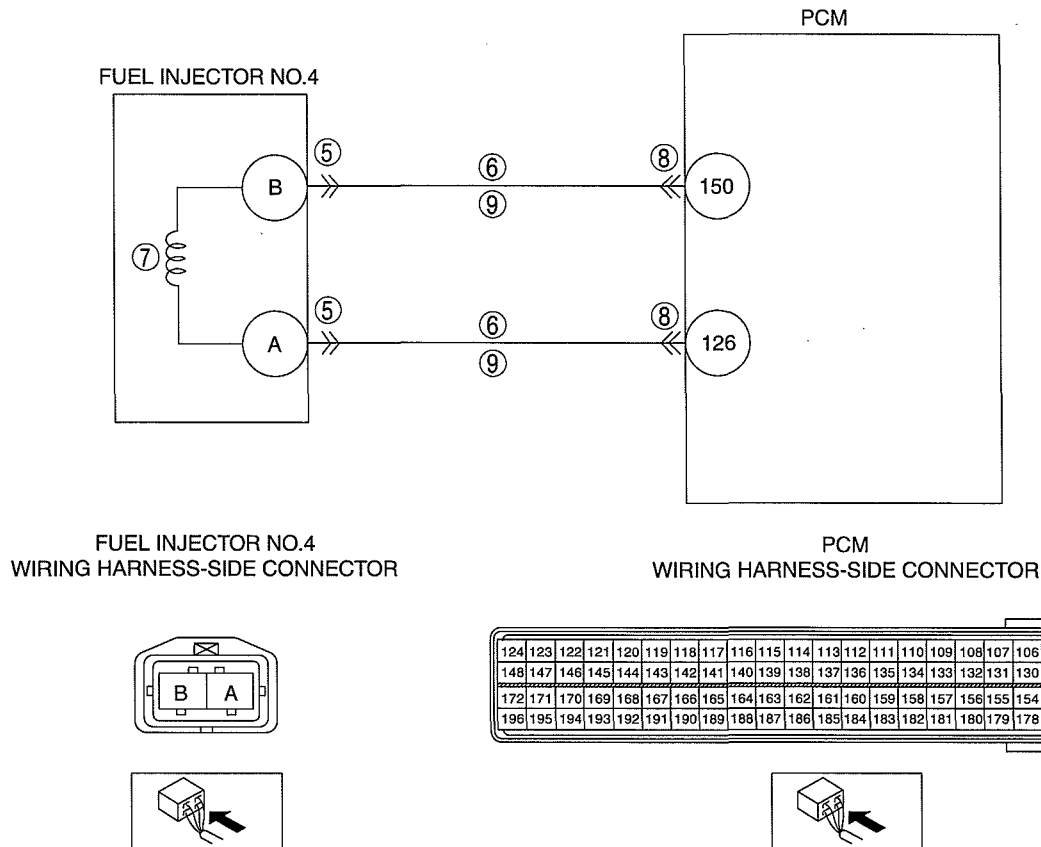 PCM
FUEL INJECTOR NO.4
⑤ ⑥ ⑧
B 150
⑨
⑦
⑤ ⑥ ⑧
A 126
⑨
FUEL INJECTOR NO.4
WIRING HARNESS-SIDE CONNECTOR
PCM
WIRING HARNESS-SIDE CONNECTOR
B A
124 123 122 121 120 119 118 117 116 115 114 113 112 111 110 109 108 107 106
148 147 146 145 144 143 142 141 140 139 138 137 136 135 134 133 132 131 130
172 171 170 169 168 167 166 165 164 163 162 161 160 159 158 157 156 155 154
196 195 194 193 192 191 190 189 188 187 186 185 184 183 182 181 180 179 178